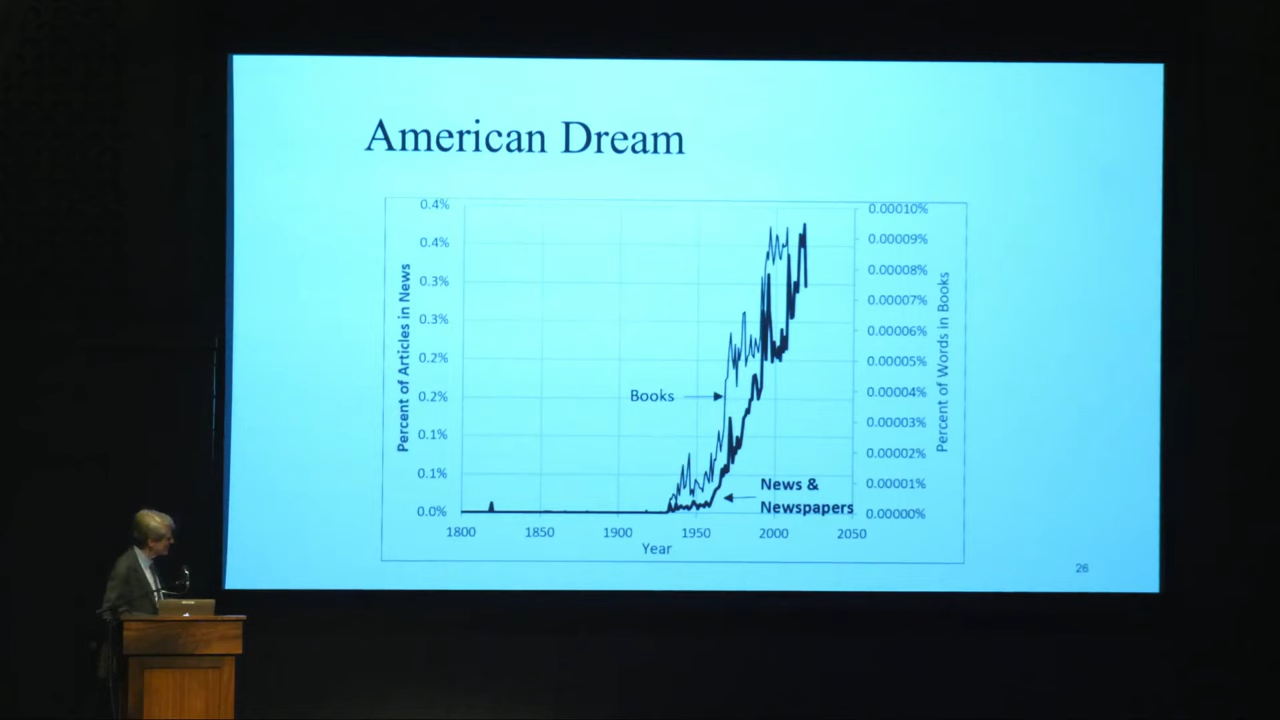 American Dream
0.4%
0.4%
0.3%
0.3%
0.2%
0.2%
0.1%
0.1%
0.0%
Percent of Articles in News
0.00010%
0.00009%
0.00008%
0.00007%
0.00006%
0.00005%
0.00004%
0.00003%
0.00002%
0.00001%
0.00000%
Percent of Words in Books
Books
News &
Newspapers
1800 1850 1900 1950 2000 2050
Year
26